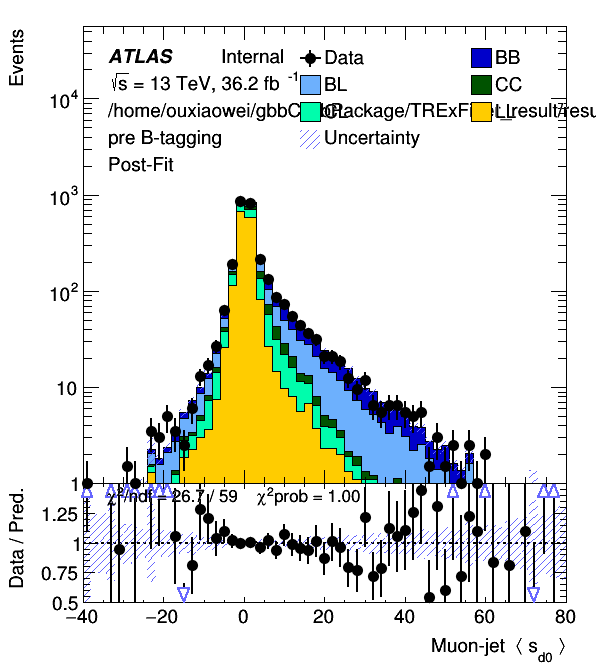 Events
ATLAS Internal
√s = 13 TeV, 36.2 fb⁻¹
pre B-tagging
Post-Fit
Data
BL
Uncertainty
BB
CC
10⁴
10³
10²
10
1
χ²/ndf = 26.7 / 59 χ²prob = 1.00
Data / Pred.
1.25
1
0.75
0.5
−40 −20 0 20 40 60 80
Muon-jet ⟨ s_d0 ⟩